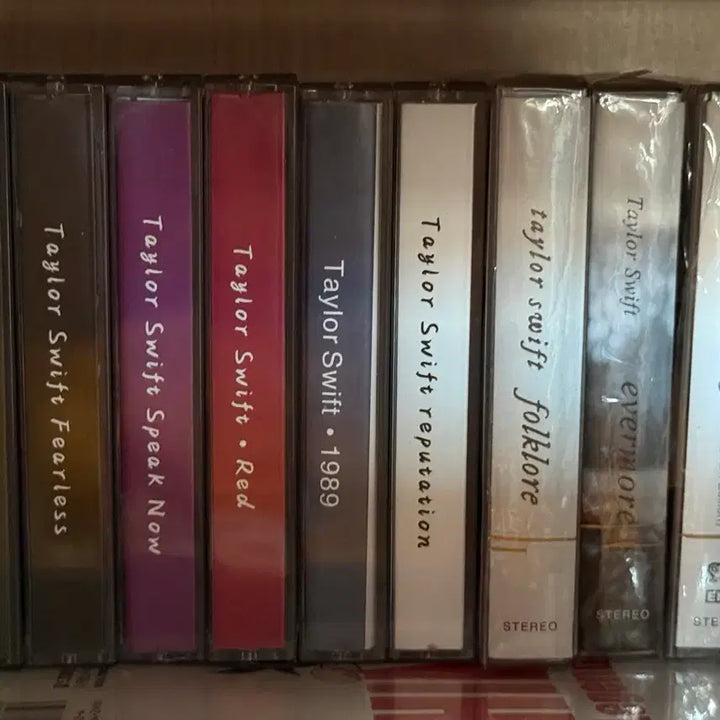 Taylor Swift Fearless
Taylor Swift Speak Now
Taylor Swift • Red
Taylor Swift • 1989
Taylor Swift reputation
taylor swift folklore
STEREO
Taylor Swift evermore
STEREO